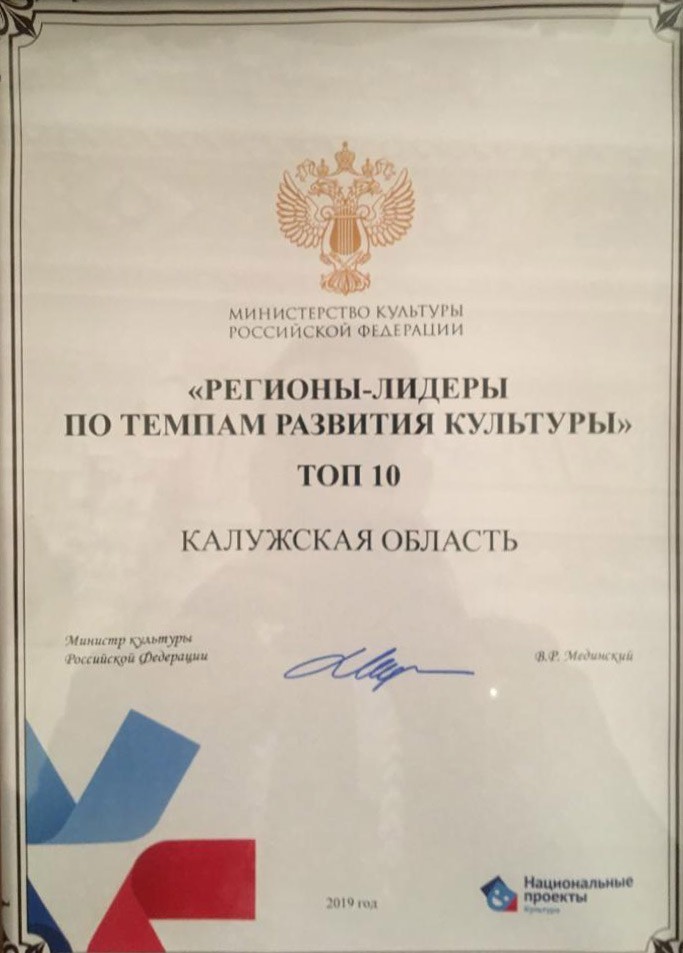 МИНИСТЕРСТВО КУЛЬТУРЫ
РОССИЙСКОЙ ФЕДЕРАЦИИ
«РЕГИОНЫ-ЛИДЕРЫ
ПО ТЕМПАМ РАЗВИТИЯ КУЛЬТУРЫ»
ТОП 10
КАЛУЖСКАЯ ОБЛАСТЬ
Министр культуры
Российской Федерации
В.Р. Мединский
2019 год
Национальные
проекты
Культура